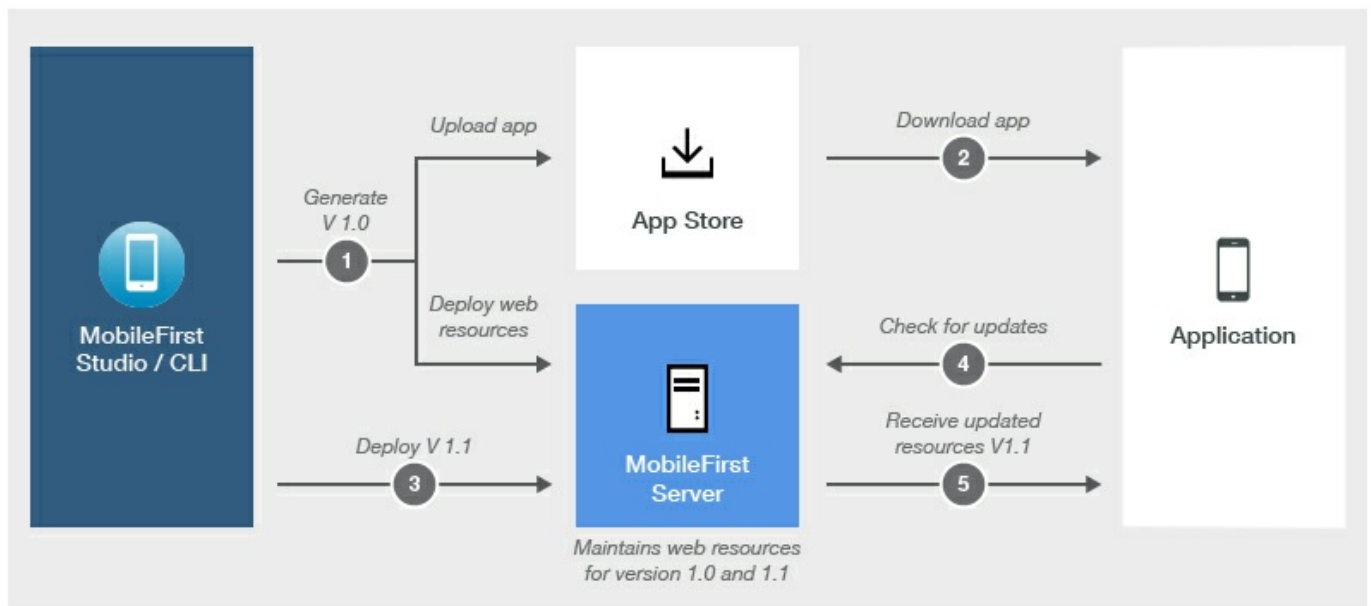 Upload app
Download app
2
Generate
V 1.0
1
App Store
Deploy web
resources
MobileFirst
Studio / CLI
Check for updates
4
Application
Deploy V 1.1
3
MobileFirst
Server
Receive updated
resources V1.1
5
Maintains web resources
for version 1.0 and 1.1